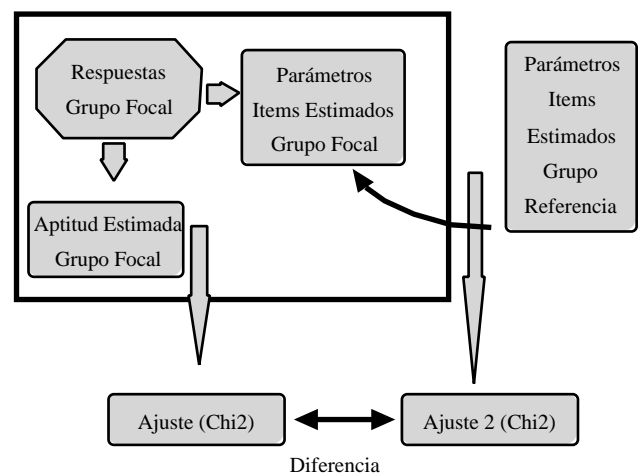 Respuestas
Grupo Focal
Parámetros
Items Estimados
Grupo Focal
Parámetros
Items
Estimados
Grupo
Referencia
Aptitud Estimada
Grupo Focal
Ajuste (Chi2)
Ajuste 2 (Chi2)
Diferencia